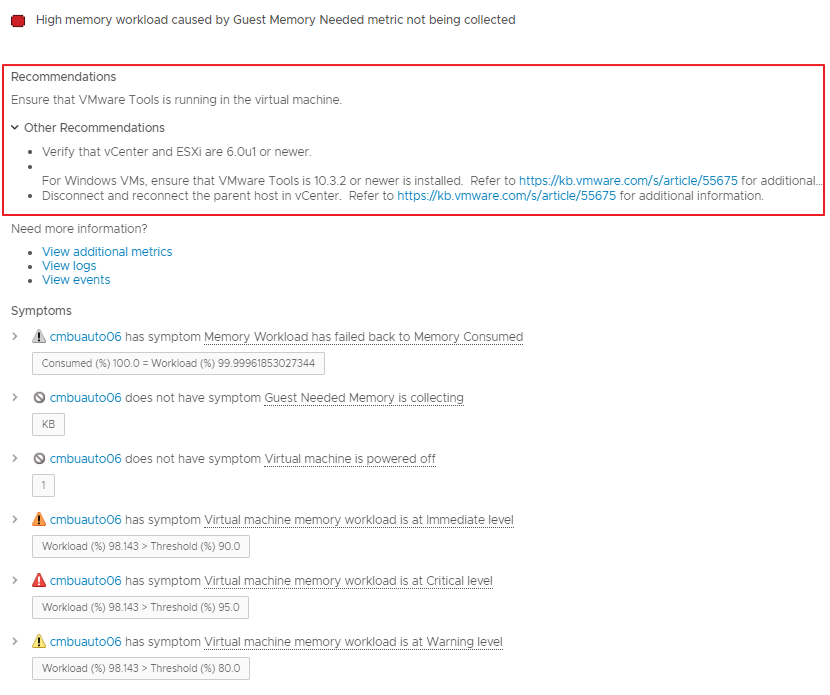 High memory workload caused by Guest Memory Needed metric not being collected
Recommendations
Ensure that VMware Tools is running in the virtual machine.
Other Recommendations
Verify that vCenter and ESXi are 6.0u1 or newer.
For Windows VMs, ensure that VMware Tools is 10.3.2 or newer is installed. Refer to https://kb.vmware.com/s/article/55675 for additional...
Disconnect and reconnect the parent host in vCenter. Refer to https://kb.vmware.com/s/article/55675 for additional information.
Need more information?
View additional metrics
View logs
View events
Symptoms
cmbuauto06 has symptom Memory Workload has failed back to Memory Consumed
Consumed (%) 100.0 = Workload (%) 99.99961853027344
cmbuauto06 does not have symptom Guest Needed Memory is collecting
KB
cmbuauto06 does not have symptom Virtual machine is powered off
1
cmbuauto06 has symptom Virtual machine memory workload is at Immediate level
Workload (%) 98.143 > Threshold (%) 90.0
cmbuauto06 has symptom Virtual machine memory workload is at Critical level
Workload (%) 98.143 > Threshold (%) 95.0
cmbuauto06 has symptom Virtual machine memory workload is at Warning level
Workload (%) 98.143 > Threshold (%) 80.0